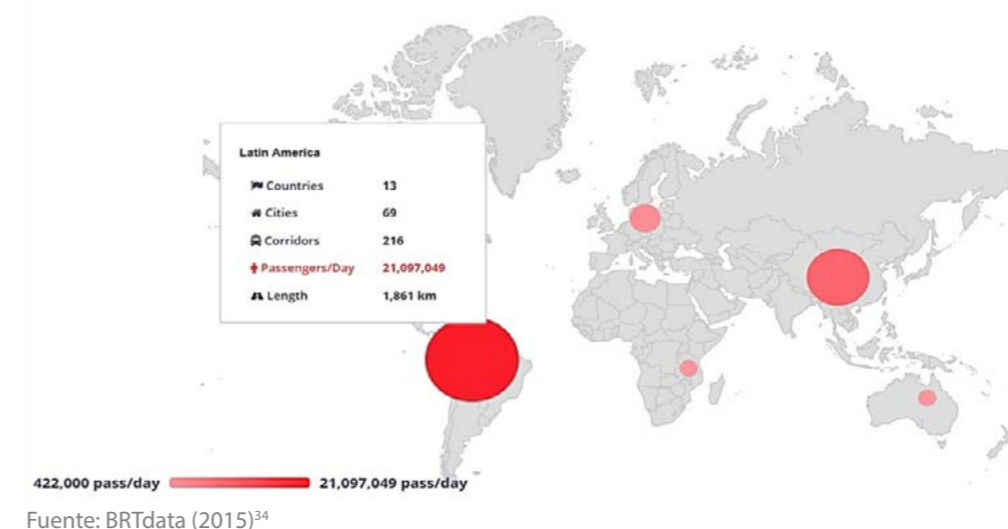 Latin America
Countries 13
Cities 69
Corridors 216
Passengers/Day 21,097,049
Length 1,861 km
422,000 pass/day 21,097,049 pass/day
Fuente: BRTdata (2015)34